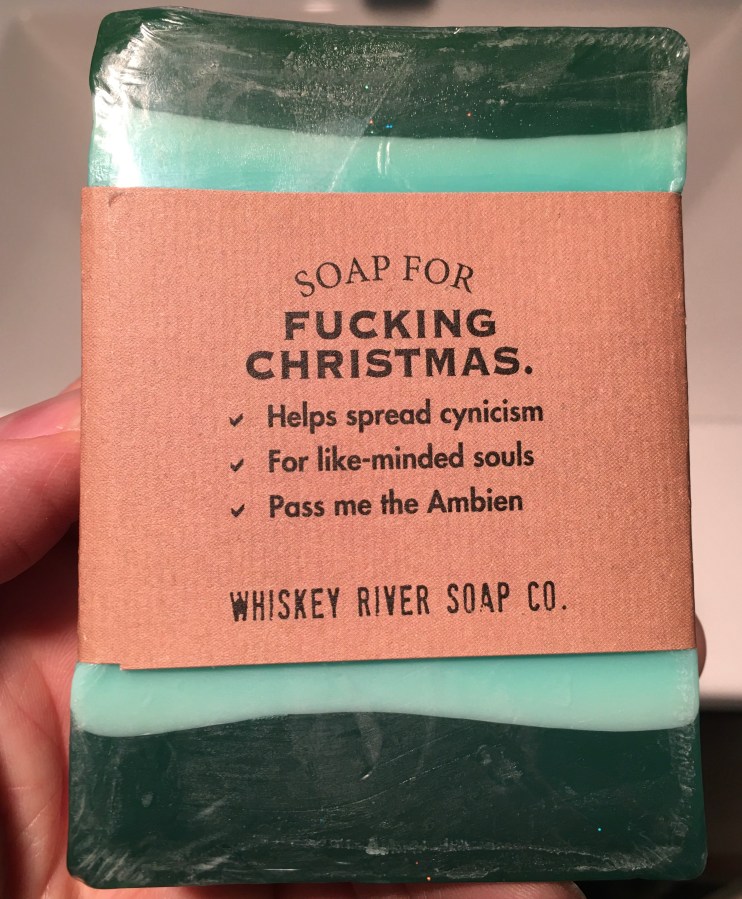 SOAP FOR
FUCKING
CHRISTMAS.
✓ Helps spread cynicism
✓ For like-minded souls
✓ Pass me the Ambien
WHISKEY RIVER SOAP CO.